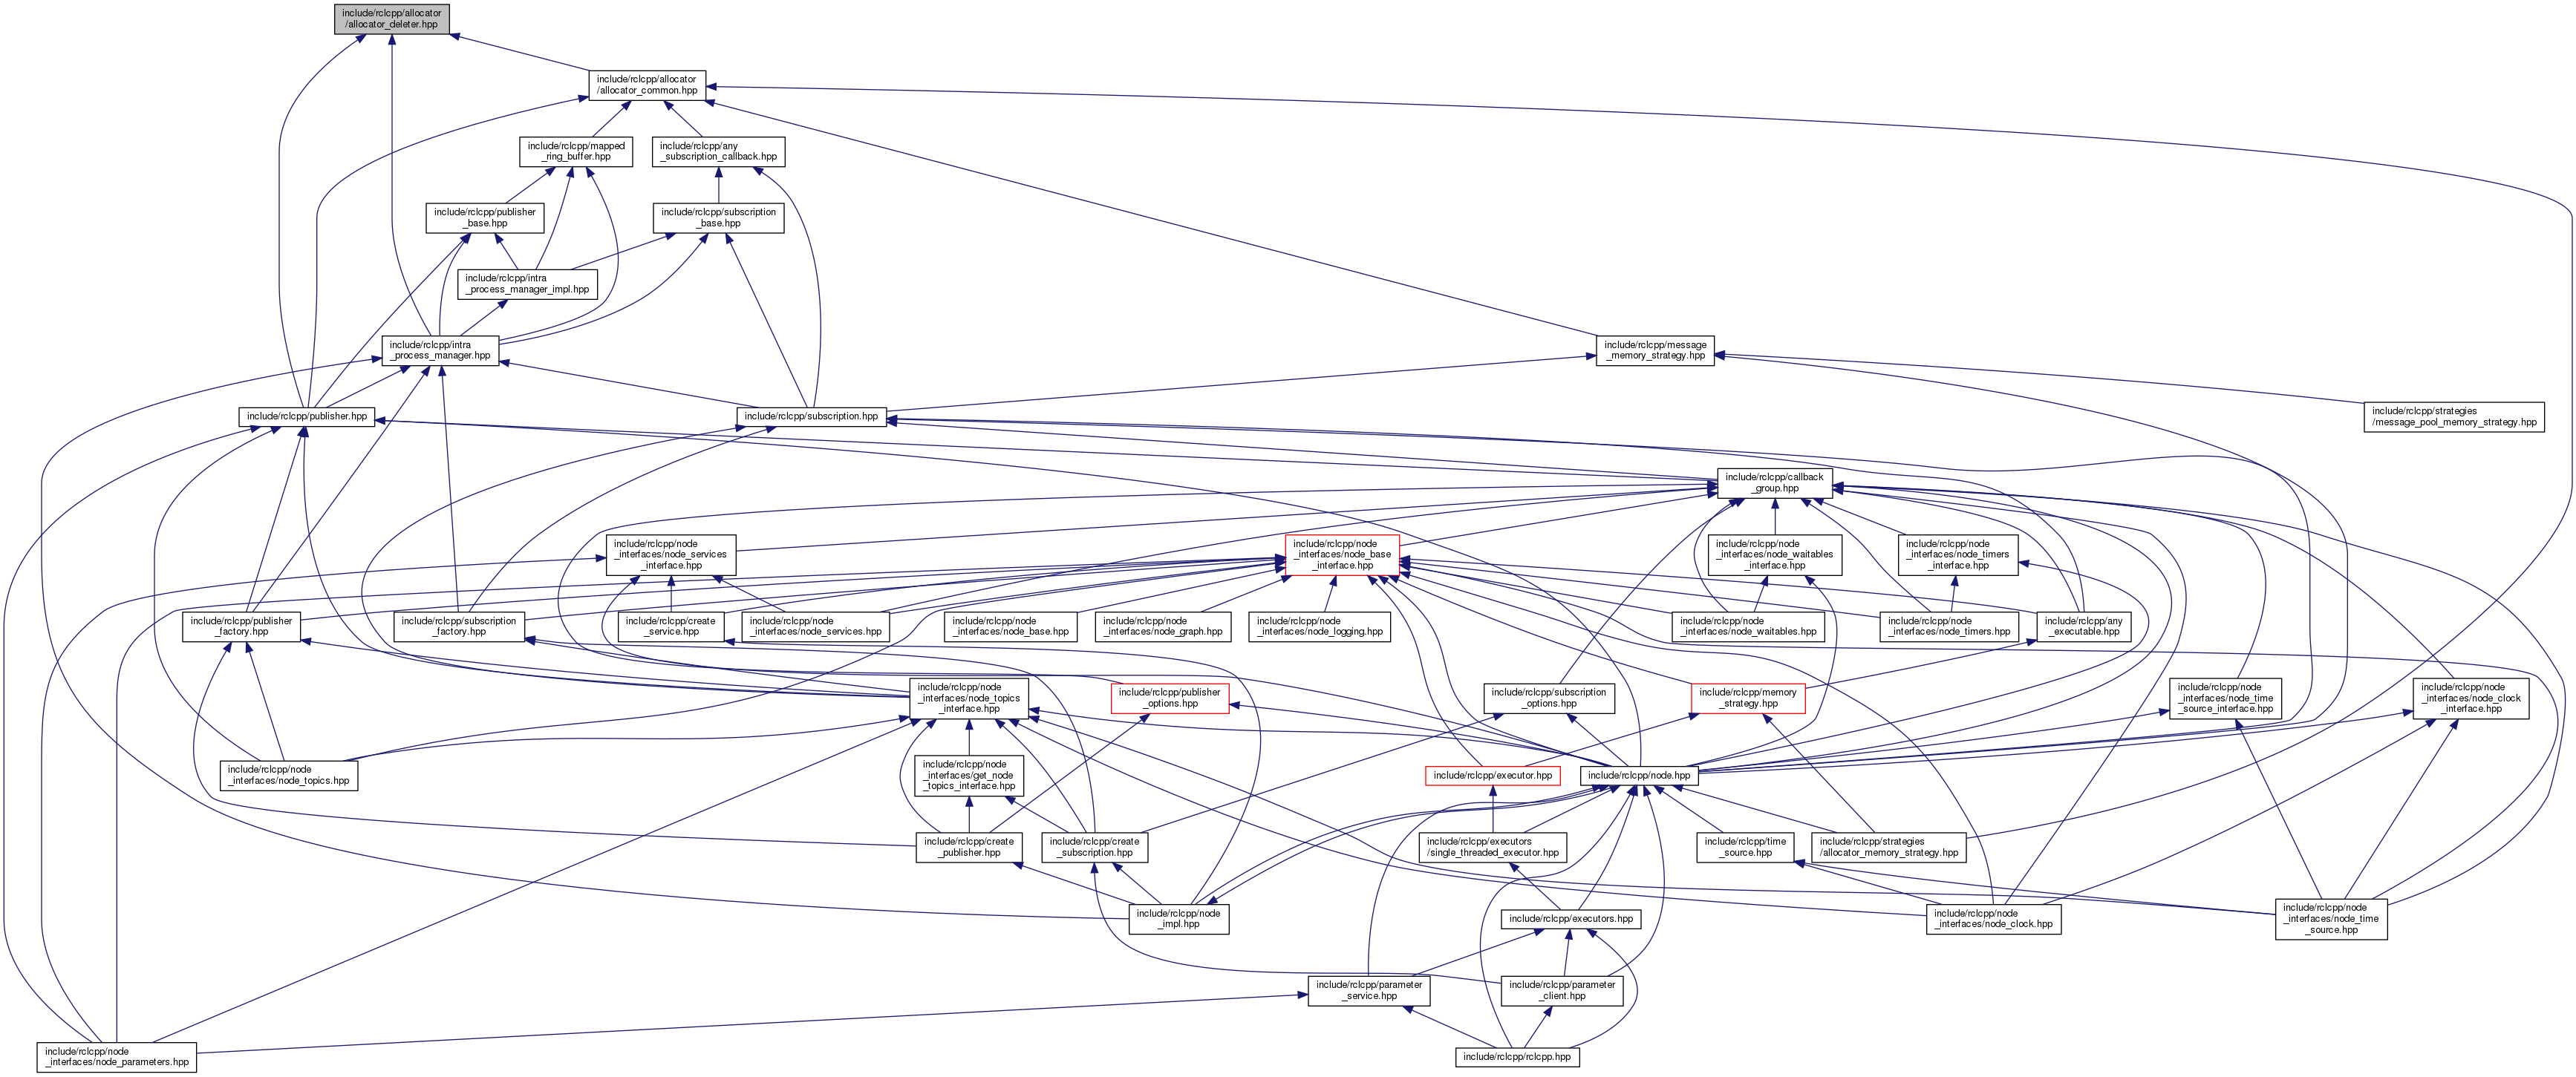 include/rclcpp/allocator
/allocator_deleter.hpp
include/rclcpp/allocator
/allocator_common.hpp
include/rclcpp/mapped
_ring_buffer.hpp
include/rclcpp/any
_subscription_callback.hpp
include/rclcpp/publisher
_base.hpp
include/rclcpp/subscription
_base.hpp
include/rclcpp/intra
_process_manager_impl.hpp
include/rclcpp/intra
_process_manager.hpp
include/rclcpp/message
_memory_strategy.hpp
include/rclcpp/publisher.hpp
include/rclcpp/subscription.hpp
include/rclcpp/strategies
/message_pool_memory_strategy.hpp
include/rclcpp/callback
_group.hpp
include/rclcpp/node
_interfaces/node_services
_interface.hpp
include/rclcpp/node
_interfaces/node_base
_interface.hpp
include/rclcpp/node
_interfaces/node_waitables
_interface.hpp
include/rclcpp/node
_interfaces/node_timers
_interface.hpp
include/rclcpp/publisher
_factory.hpp
include/rclcpp/subscription
_factory.hpp
include/rclcpp/create
_service.hpp
include/rclcpp/node
_interfaces/node_services.hpp
include/rclcpp/node
_interfaces/node_base.hpp
include/rclcpp/node
_interfaces/node_graph.hpp
include/rclcpp/node
_interfaces/node_logging.hpp
include/rclcpp/node
_interfaces/node_waitables.hpp
include/rclcpp/node
_interfaces/node_timers.hpp
include/rclcpp/any
_executable.hpp
include/rclcpp/node
_interfaces/node_topics
_interface.hpp
include/rclcpp/publisher
_options.hpp
include/rclcpp/subscription
_options.hpp
include/rclcpp/memory
_strategy.hpp
include/rclcpp/node
_interfaces/node_time
_source_interface.hpp
include/rclcpp/node
_interfaces/node_clock
_interface.hpp
include/rclcpp/node
_interfaces/node_topics.hpp
include/rclcpp/node
_interfaces/get_node
_topics_interface.hpp
include/rclcpp/executor.hpp
include/rclcpp/node.hpp
include/rclcpp/create
_publisher.hpp
include/rclcpp/create
_subscription.hpp
include/rclcpp/executors
/single_threaded_executor.hpp
include/rclcpp/time
_source.hpp
include/rclcpp/strategies
/allocator_memory_strategy.hpp
include/rclcpp/node
_impl.hpp
include/rclcpp/executors.hpp
include/rclcpp/node
_interfaces/node_clock.hpp
include/rclcpp/node
_interfaces/node_time
_source.hpp
include/rclcpp/parameter
_service.hpp
include/rclcpp/parameter
_client.hpp
include/rclcpp/node
_interfaces/node_parameters.hpp
include/rclcpp/rclcpp.hpp